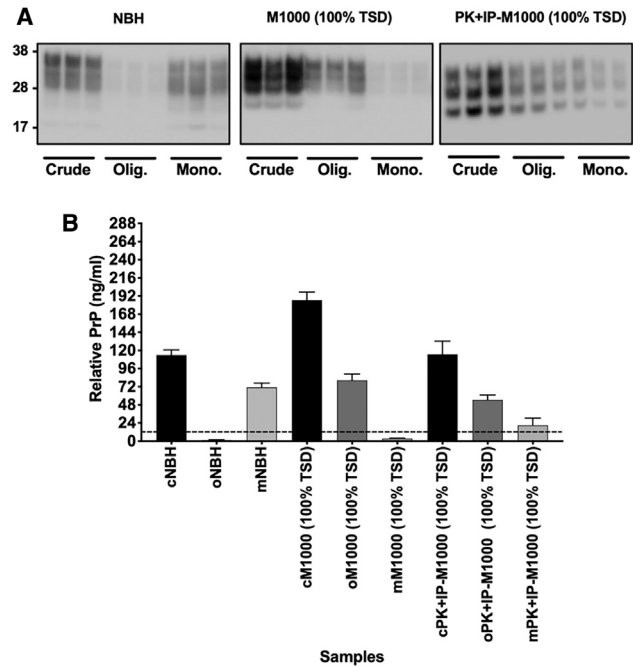 A
NBH
M1000 (100% TSD)
PK+IP-M1000 (100% TSD)
38
28
17
Crude Olig. Mono.
Crude Olig. Mono.
Crude Olig. Mono.
B
Relative PrP (ng/ml)
288
264
240
216
192
168
144
120
96
72
48
24
0
cNBH
oNBH
mNBH
cM1000 (100% TSD)
oM1000 (100% TSD)
mM1000 (100% TSD)
cPK+IP-M1000 (100% TSD)
oPK+IP-M1000 (100% TSD)
mPK+IP-M1000 (100% TSD)
Samples